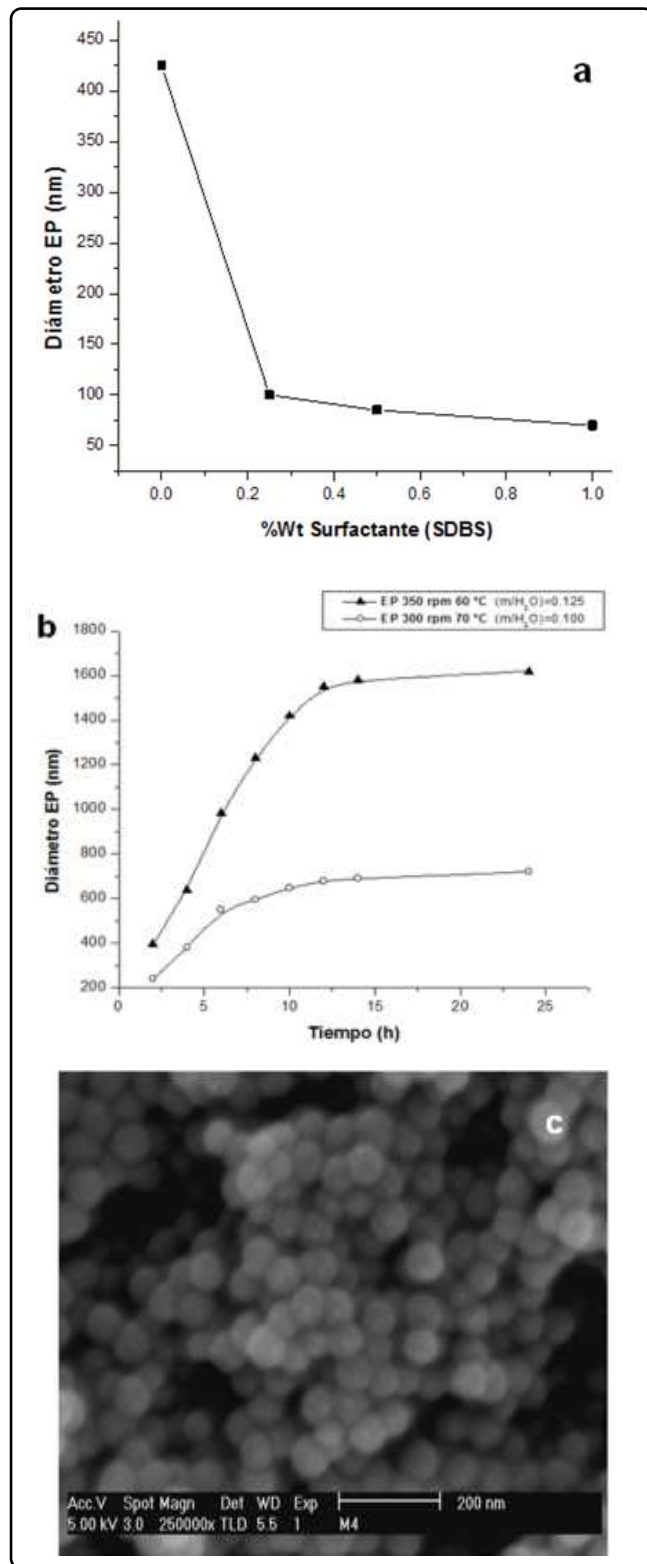 a
450
400
350
300
250
200
150
100
50
Diámetro EP (nm)
0.0 0.2 0.4 0.6 0.8 1.0
%Wt Surfactante (SDBS)
b
EP 350 rpm 60 °C (m/H2O)=0.125
EP 300 rpm 70 °C (m/H2O)=0.100
1800
1600
1400
1200
1000
800
600
400
200
Diámetro EP (nm)
0 5 10 15 20 25
Tiempo (h)
c
Acc.V Spot Magn Det WD Exp 200 nm
5.00 kV 3.0 250000x TLD 5.5 1 M4